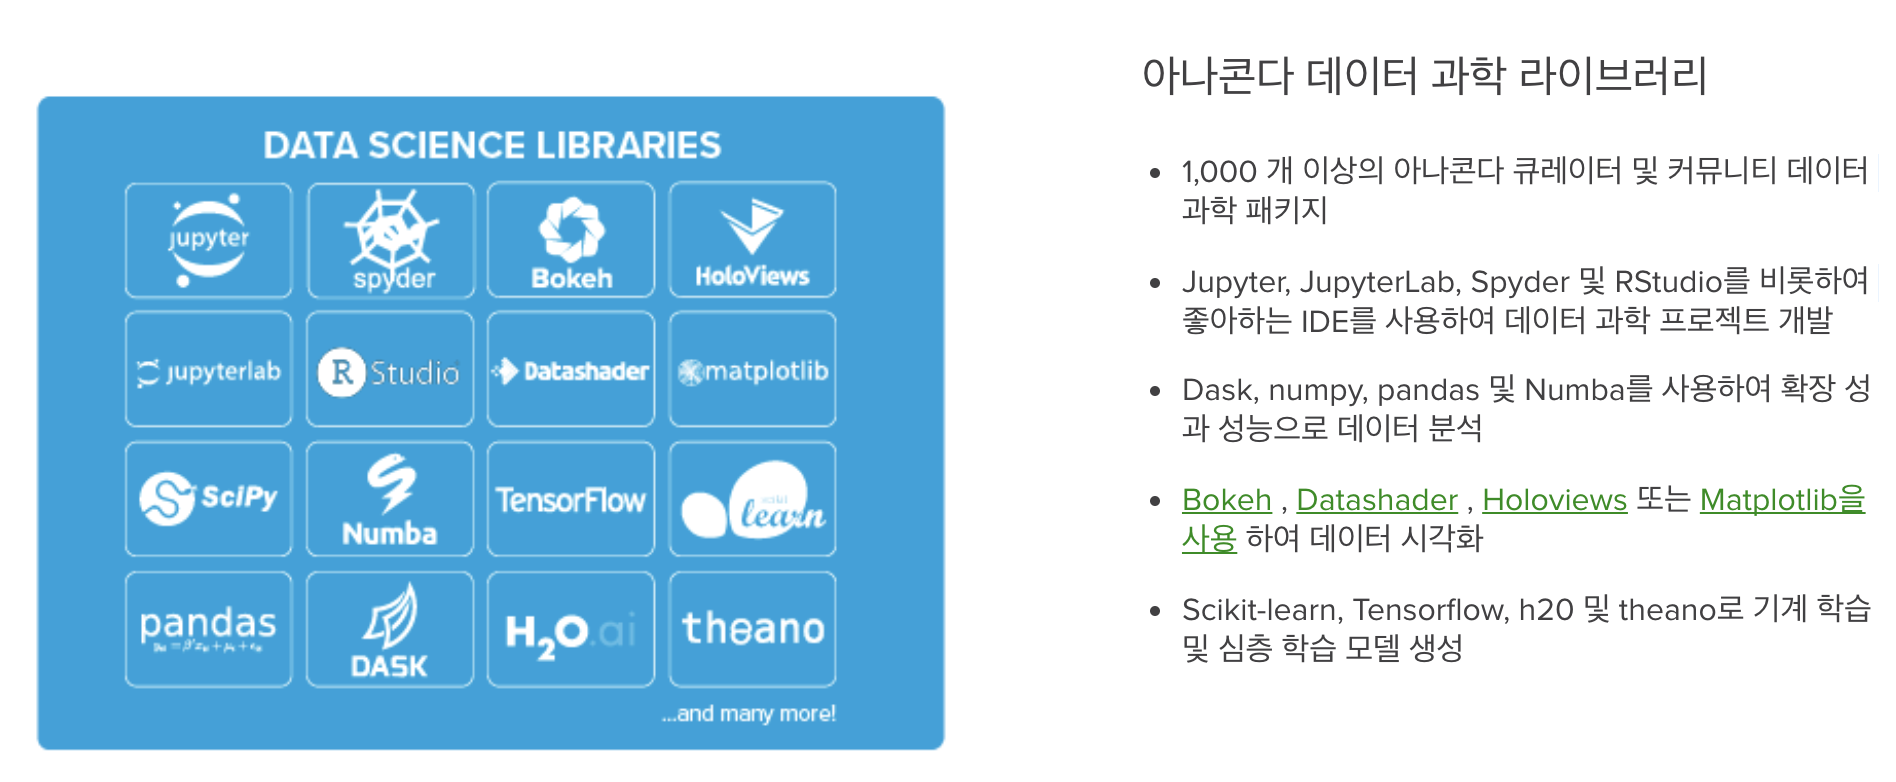 DATA SCIENCE LIBRARIES
jupyter
spyder
Bokeh
HoloViews
jupyterlab
R Studio
Datashader
matplotlib
SciPy
Numba
TensorFlow
scikit
learn
pandas
DASK
H2O.ai
theano
...and many more!
아나콘다 데이터 과학 라이브러리
• 1,000 개 이상의 아나콘다 큐레이터 및 커뮤니티 데이터
과학 패키지
• Jupyter, JupyterLab, Spyder 및 RStudio를 비롯하여
좋아하는 IDE를 사용하여 데이터 과학 프로젝트 개발
• Dask, numpy, pandas 및 Numba를 사용하여 확장 성
과 성능으로 데이터 분석
• Bokeh , Datashader , Holoviews 또는 Matplotlib을
사용 하여 데이터 시각화
• Scikit-learn, Tensorflow, h20 및 theano로 기계 학습
및 심층 학습 모델 생성